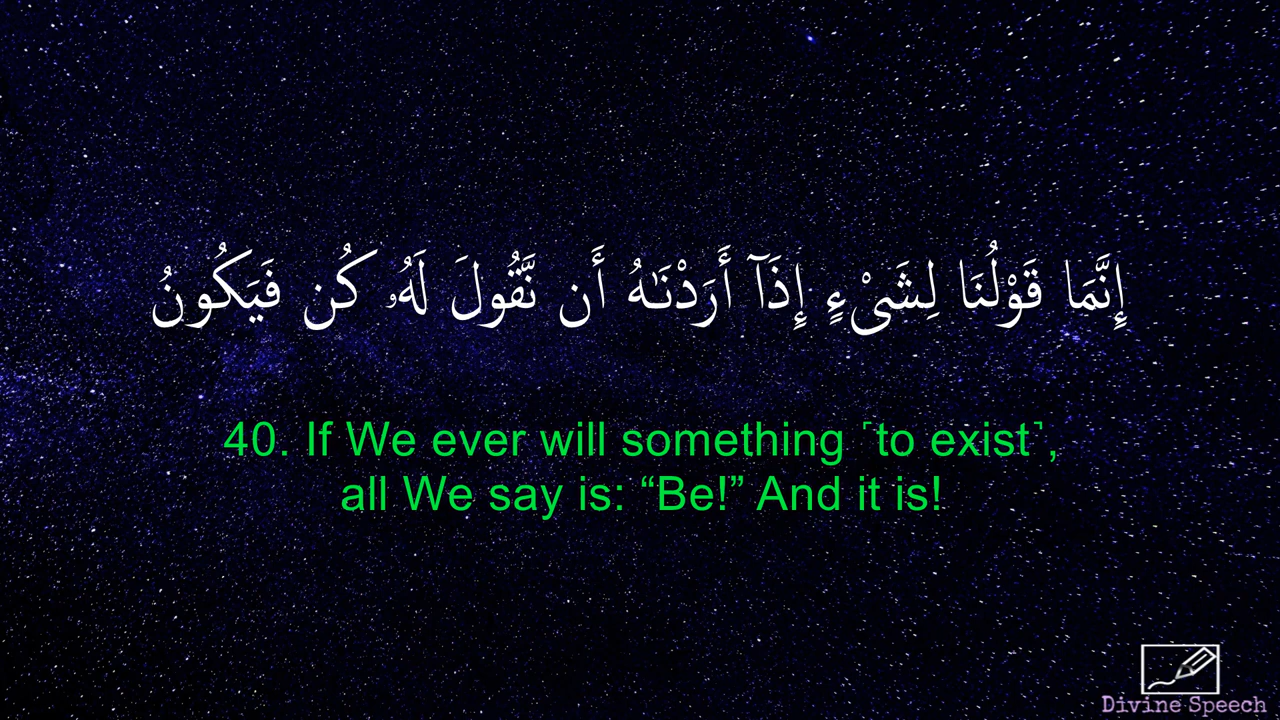 إِنَّمَا قَوْلُنَا لِشَىْءٍ إِذَآ أَرَدْنَـٰهُ أَن نَّقُولَ لَهُۥ كُن فَيَكُونُ
40. If We ever will something ˹to exist˺,
all We say is: “Be!” And it is!
Divine Speech